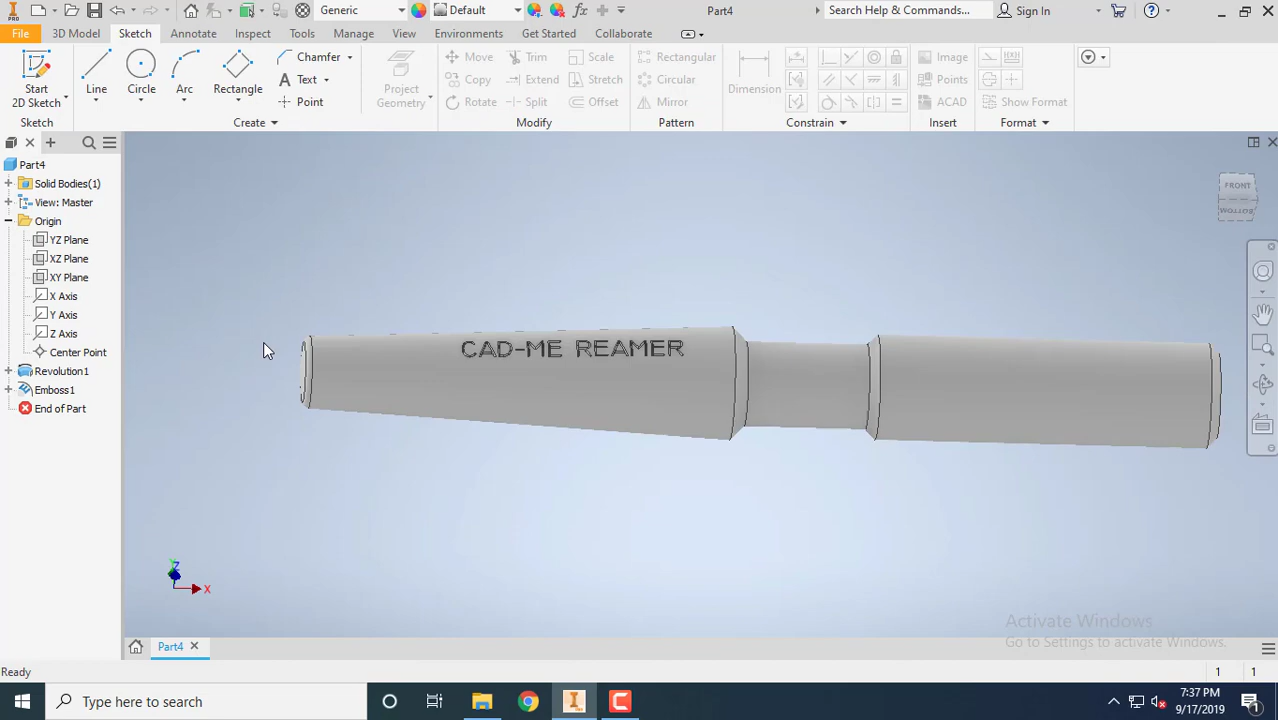 PRO
Generic
Default
Part4
Search Help & Commands...
Sign In
File
3D Model
Sketch
Annotate
Inspect
Tools
Manage
View
Environments
Get Started
Collaborate
Start
2D Sketch
Line
Circle
Arc
Rectangle
Chamfer
Text
Point
Project
Geometry
Move
Trim
Scale
Copy
Extend
Stretch
Rotate
Split
Offset
Rectangular
Circular
Mirror
Dimension
Image
Points
ACAD
Show Format
Sketch
Create
Modify
Pattern
Constrain
Insert
Format
Part4
Solid Bodies(1)
View: Master
Origin
YZ Plane
XZ Plane
XY Plane
X Axis
Y Axis
Z Axis
Center Point
Revolution1
Emboss1
End of Part
FRONT
BOTTOM
CAD-ME REAMER
Y
Z
X
Activate Windows
Go to Settings to activate Windows.
Part4
Ready
1
1
Type here to search
7:37 PM
9/17/2019
1